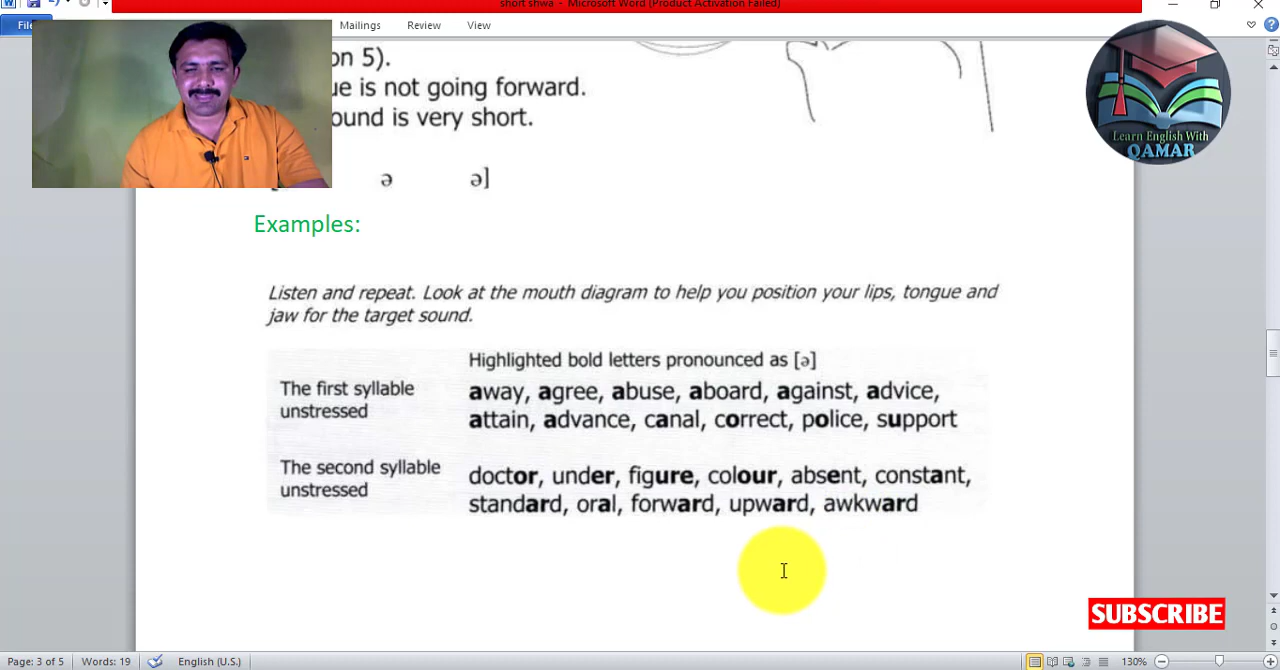 short shwa - Microsoft Word (Product Activation Failed)
Mailings Review View
on 5).
is not going forward.
ound is very short.
ə ə]
Learn English With
QAMAR
Examples:
Listen and repeat. Look at the mouth diagram to help you position your lips, tongue and
jaw for the target sound.
Highlighted bold letters pronounced as [ə]
The first syllable
unstressed
away, agree, abuse, aboard, against, advice,
attain, advance, canal, correct, police, support
The second syllable
unstressed
doctor, under, figure, colour, absent, constant,
standard, oral, forward, upward, awkward
SUBSCRIBE
Page: 3 of 5 Words: 19 English (U.S.) 130%